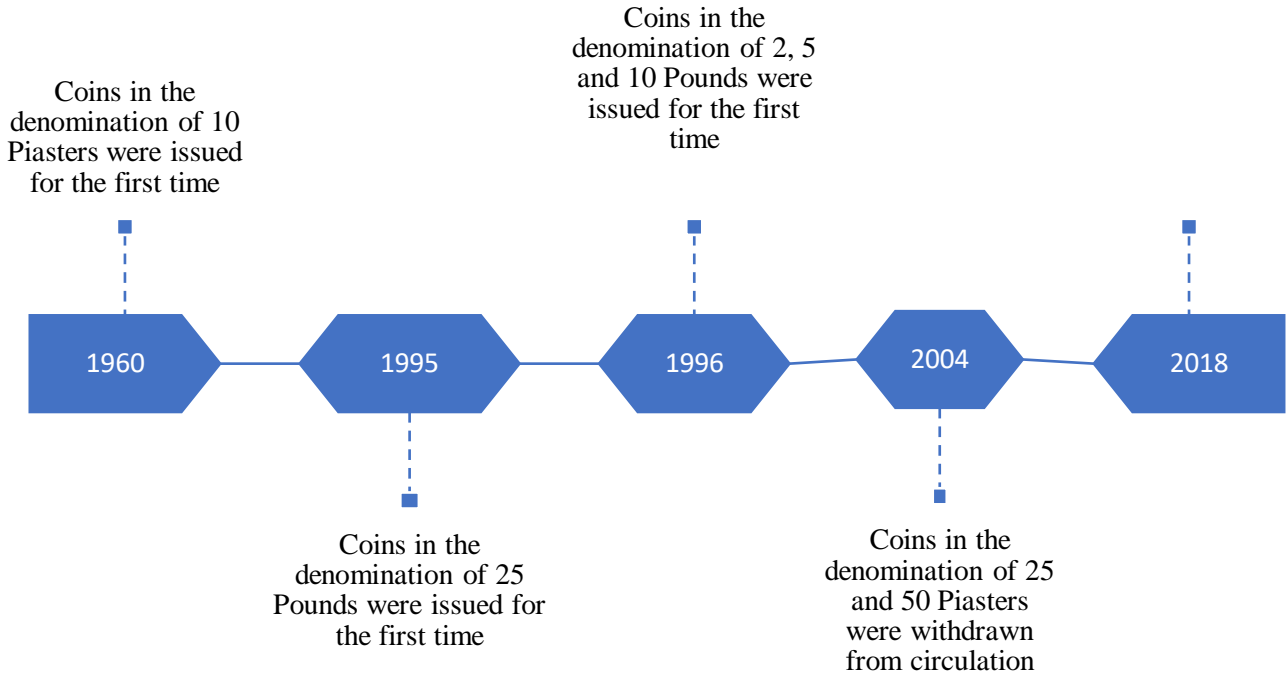 Coins in the
denomination of 10
Piasters were issued
for the first time
Coins in the
denomination of 2, 5
and 10 Pounds were
issued for the first
time
1960
1995
1996
2004
2018
Coins in the
denomination of 25
Pounds were issued for
the first time
Coins in the
denomination of 25
and 50 Piasters
were withdrawn
from circulation